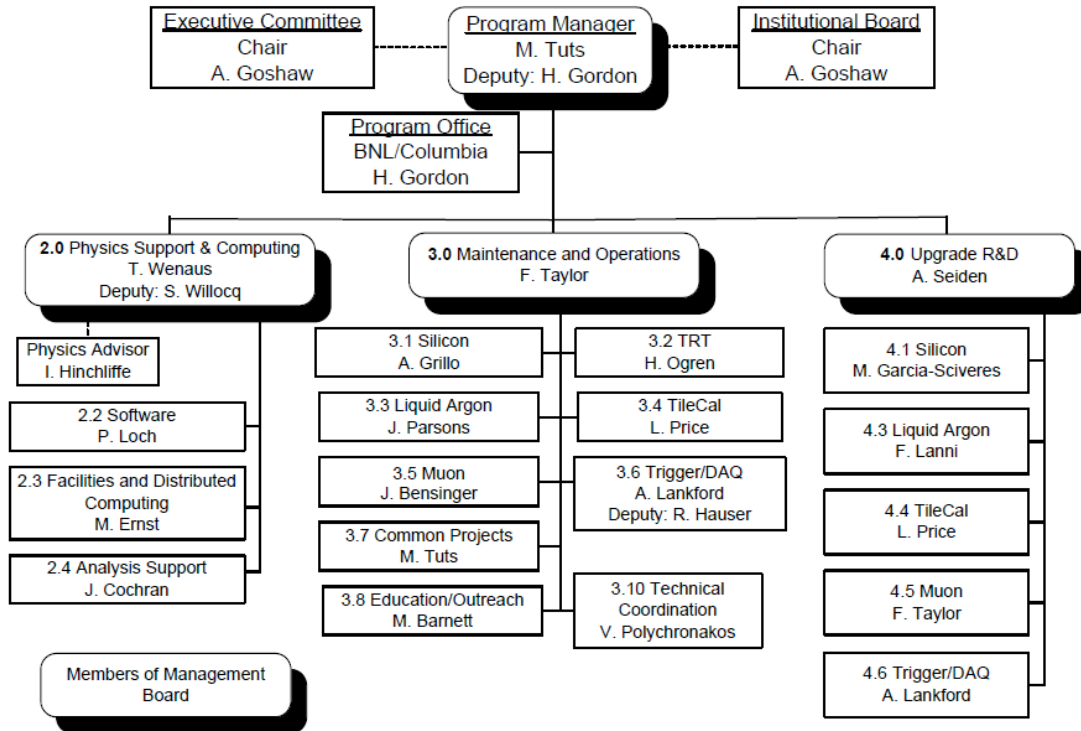 Executive Committee
Chair
A. Goshaw
Program Manager
M. Tuts
Deputy: H. Gordon
Institutional Board
Chair
A. Goshaw
Program Office
BNL/Columbia
H. Gordon
2.0 Physics Support & Computing
T. Wenaus
Deputy: S. Willocq
3.0 Maintenance and Operations
F. Taylor
4.0 Upgrade R&D
A. Seiden
Physics Advisor
I. Hinchliffe
2.2 Software
P. Loch
2.3 Facilities and Distributed
Computing
M. Ernst
2.4 Analysis Support
J. Cochran
3.1 Silicon
A. Grillo
3.2 TRT
H. Ogren
3.3 Liquid Argon
J. Parsons
3.4 TileCal
L. Price
3.5 Muon
J. Bensinger
3.6 Trigger/DAQ
A. Lankford
Deputy: R. Hauser
3.7 Common Projects
M. Tuts
3.8 Education/Outreach
M. Barnett
3.10 Technical
Coordination
V. Polychronakos
4.1 Silicon
M. Garcia-Sciveres
4.3 Liquid Argon
F. Lanni
4.4 TileCal
L. Price
4.5 Muon
F. Taylor
4.6 Trigger/DAQ
A. Lankford
Members of Management
Board